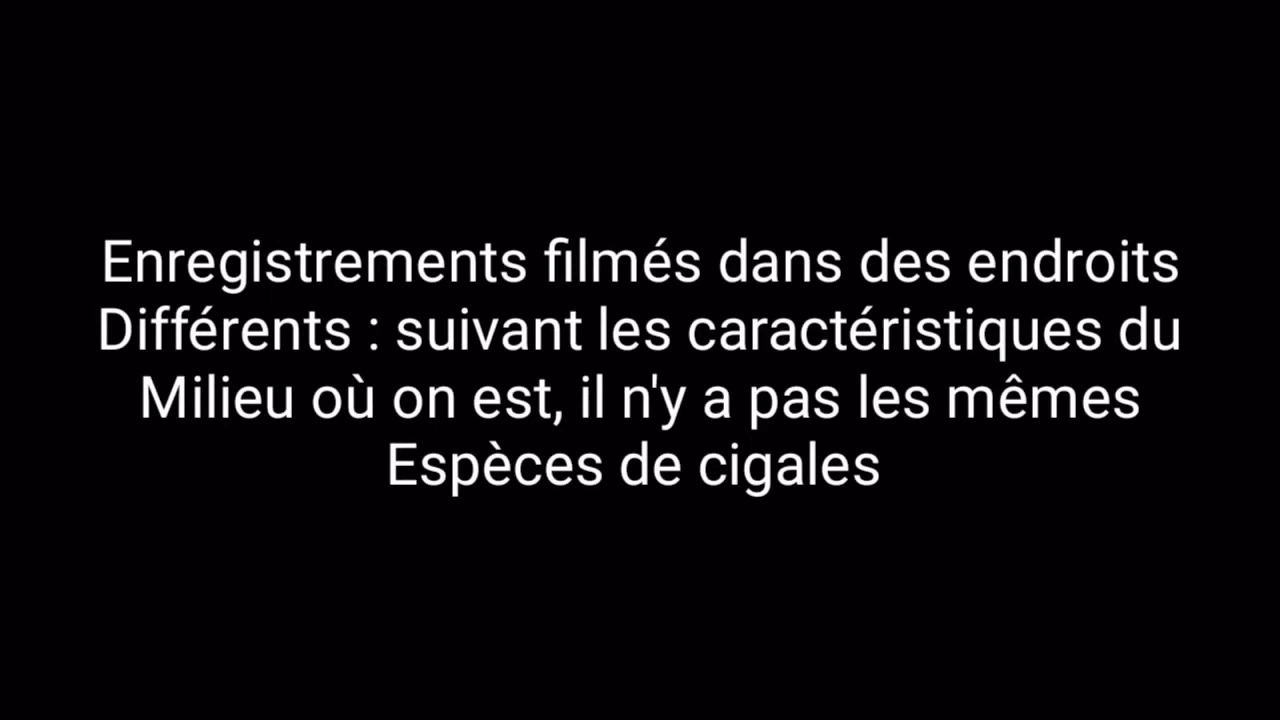 Enregistrements filmés dans des endroits
Différents : suivant les caractéristiques du
Milieu où on est, il n'y a pas les mêmes
Espèces de cigales